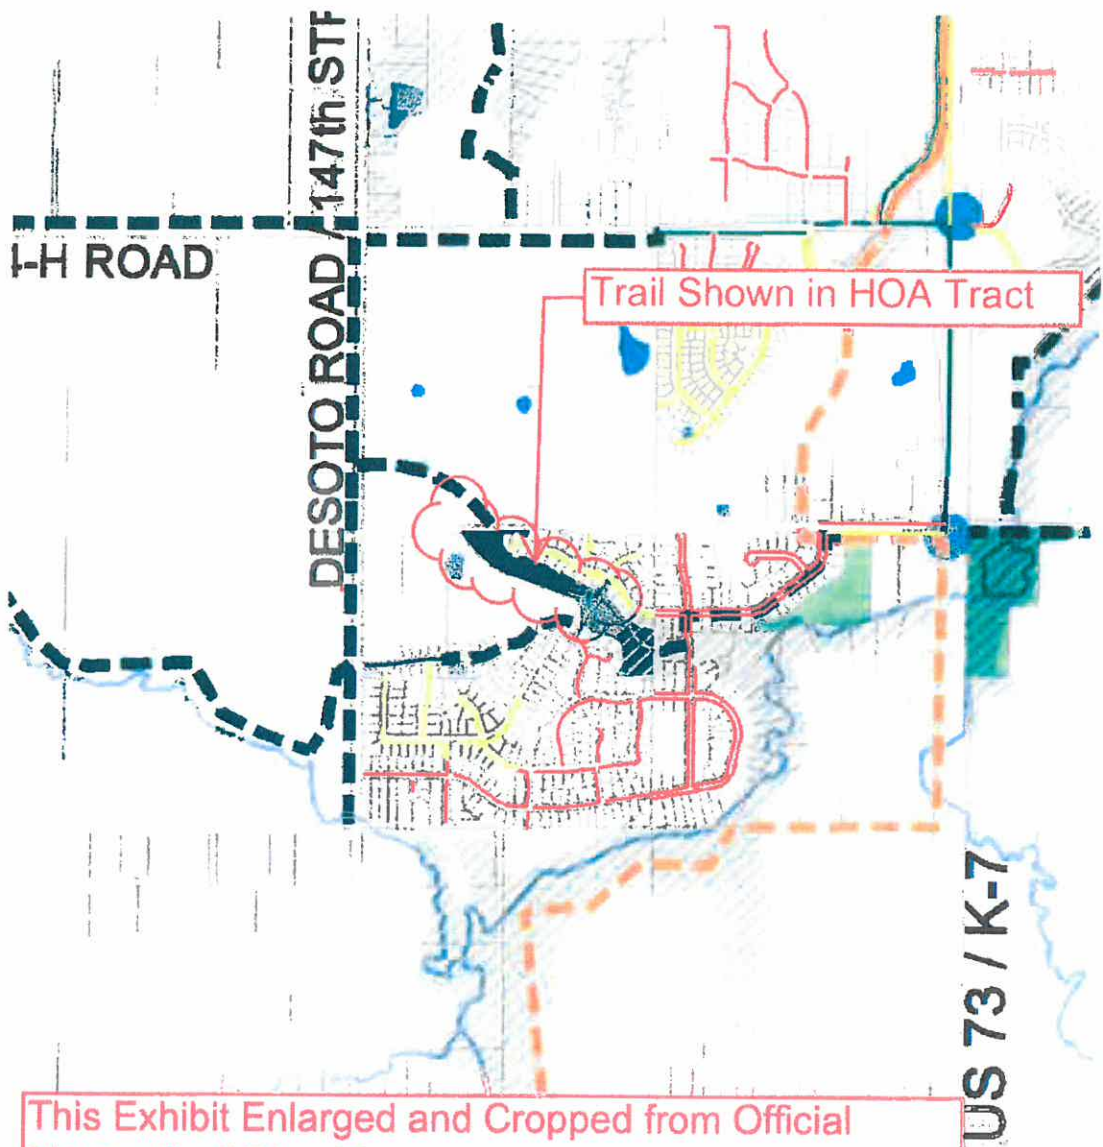 DESOTO ROAD / 147th STR
I-H ROAD
Trail Shown in HOA Tract
US 73 / K-7
This Exhibit Enlarged and Cropped from Official